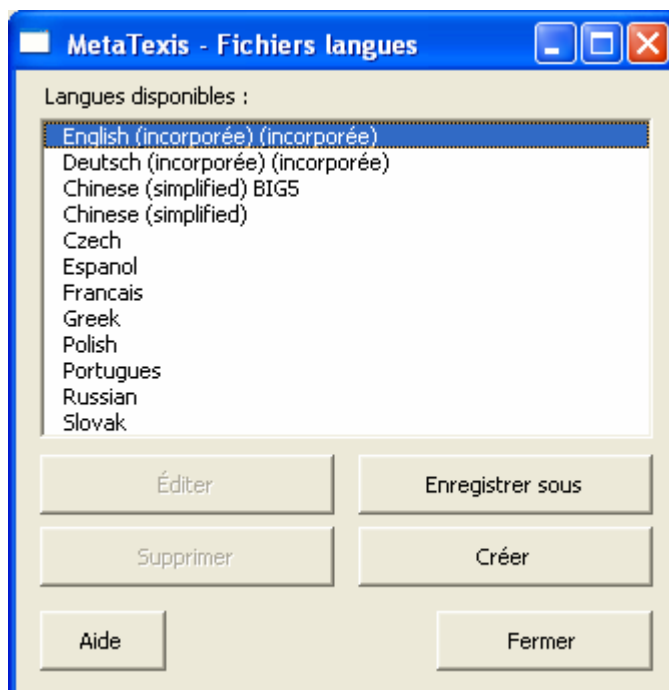 MetaTexis - Fichiers langues
Langues disponibles :
English (incorporée) (incorporée)
Deutsch (incorporée) (incorporée)
Chinese (simplified) BIG5
Chinese (simplified)
Czech
Espanol
Francais
Greek
Polish
Portugues
Russian
Slovak
Éditer
Enregistrer sous
Supprimer
Créer
Aide
Fermer